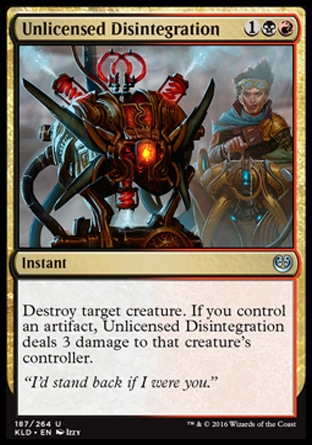 Unlicensed Disintegration 1
Instant
Destroy target creature. If you control
an artifact, Unlicensed Disintegration
deals 3 damage to that creature's
controller.
"I'd stand back if I were you."
187/264 U
KLD • EN Izzy
™ & © 2016 Wizards of the Coast